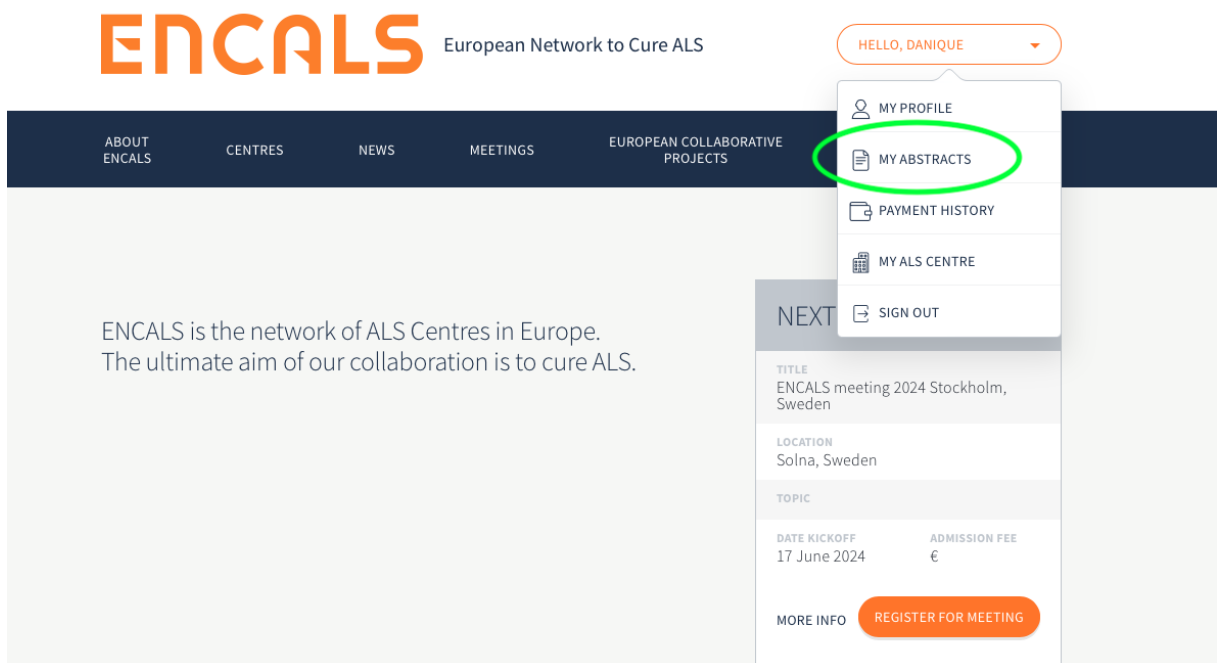 ENCALS
European Network to Cure ALS
HELLO, DANIQUE
MY PROFILE
MY ABSTRACTS
PAYMENT HISTORY
MY ALS CENTRE
SIGN OUT
ABOUT
ENCALS
CENTRES
NEWS
MEETINGS
EUROPEAN COLLABORATIVE
PROJECTS
ENCALS is the network of ALS Centres in Europe.
The ultimate aim of our collaboration is to cure ALS.
NEXT
TITLE
ENCALS meeting 2024 Stockholm,
Sweden
LOCATION
Solna, Sweden
TOPIC
DATE KICKOFF
17 June 2024
ADMISSION FEE
€
MORE INFO
REGISTER FOR MEETING